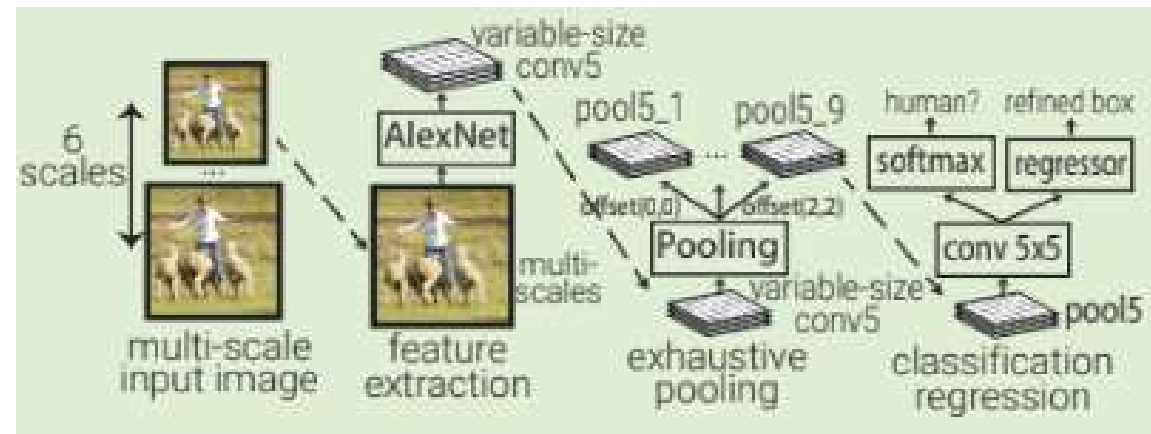 6
scales
...
multi-scale
input image
variable-size
conv5
AlexNet
multi-
scales
feature
extraction
pool5_1
pool5_9
...
offset(0,0)
offset(2,2)
Pooling
variable-size
conv5
exhaustive
pooling
human?
refined box
softmax
regressor
conv 5x5
pool5
classification
regression